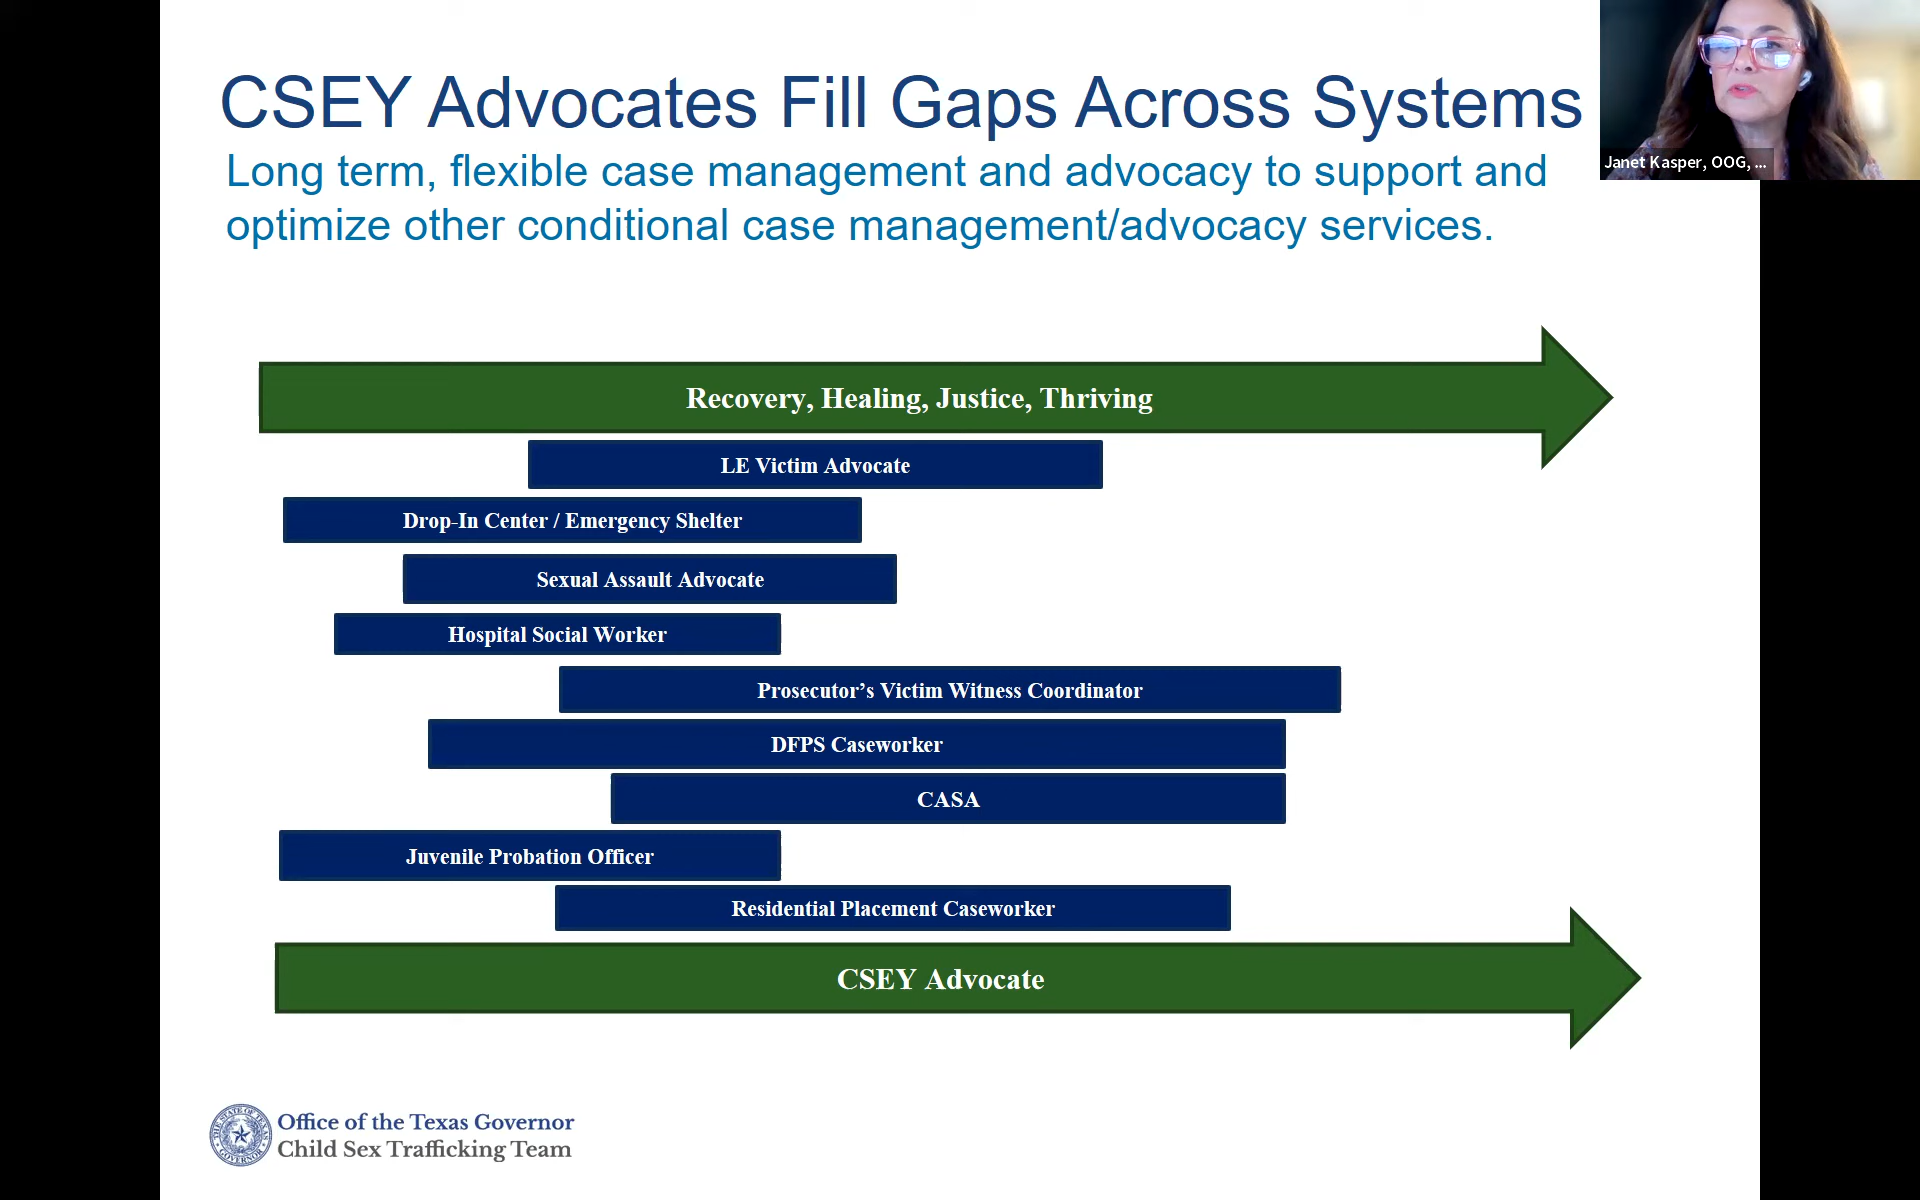 CSEY Advocates Fill Gaps Across Systems
Long term, flexible case management and advocacy to support and
optimize other conditional case management/advocacy services.
Janet Kasper, OOG, ...
Recovery, Healing, Justice, Thriving
LE Victim Advocate
Drop-In Center / Emergency Shelter
Sexual Assault Advocate
Hospital Social Worker
Prosecutor’s Victim Witness Coordinator
DFPS Caseworker
CASA
Juvenile Probation Officer
Residential Placement Caseworker
CSEY Advocate
Office of the Texas Governor
Child Sex Trafficking Team